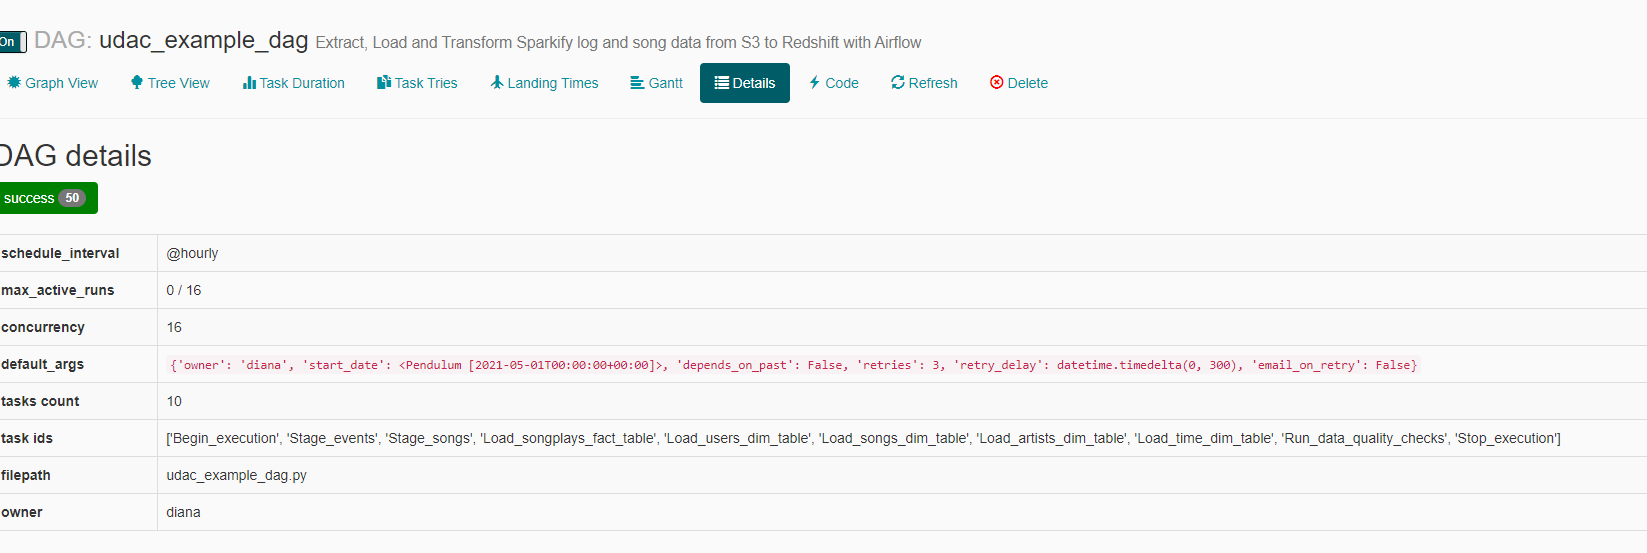 On DAG: udac_example_dag Extract, Load and Transform Sparkify log and song data from S3 to Redshift with Airflow
Graph View Tree View Task Duration Task Tries Landing Times Gantt Details Code Refresh Delete
DAG details
success 50
schedule_interval @hourly
max_active_runs 0 / 16
concurrency 16
default_args {'owner': 'diana', 'start_date': <Pendulum [2021-05-01T00:00:00+00:00]>, 'depends_on_past': False, 'retries': 3, 'retry_delay': datetime.timedelta(0, 300), 'email_on_retry': False}
tasks count 10
task ids ['Begin_execution', 'Stage_events', 'Stage_songs', 'Load_songplays_fact_table', 'Load_users_dim_table', 'Load_songs_dim_table', 'Load_artists_dim_table', 'Load_time_dim_table', 'Run_data_quality_checks', 'Stop_execution']
filepath udac_example_dag.py
owner diana